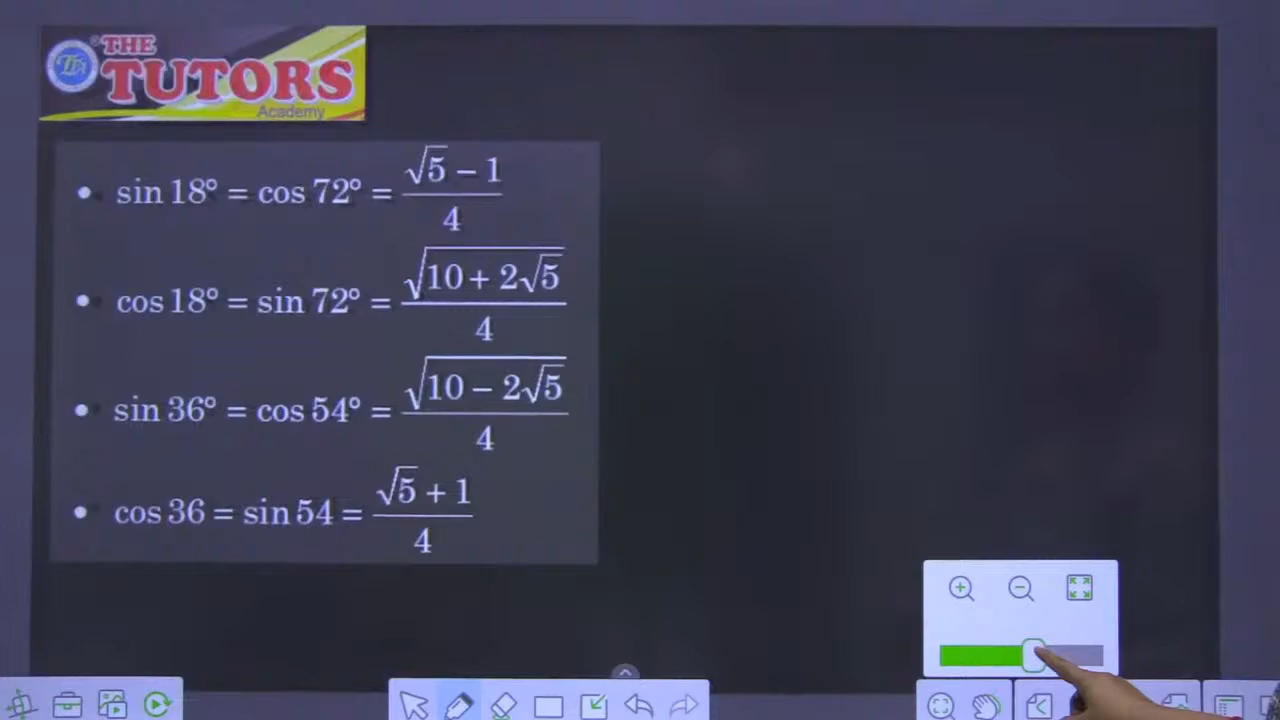 THE
TUTORS
Academy
• sin 18° = cos 72° = (√5 − 1)/4
• cos 18° = sin 72° = √(10 + 2√5)/4
• sin 36° = cos 54° = √(10 − 2√5)/4
• cos 36 = sin 54 = (√5 + 1)/4